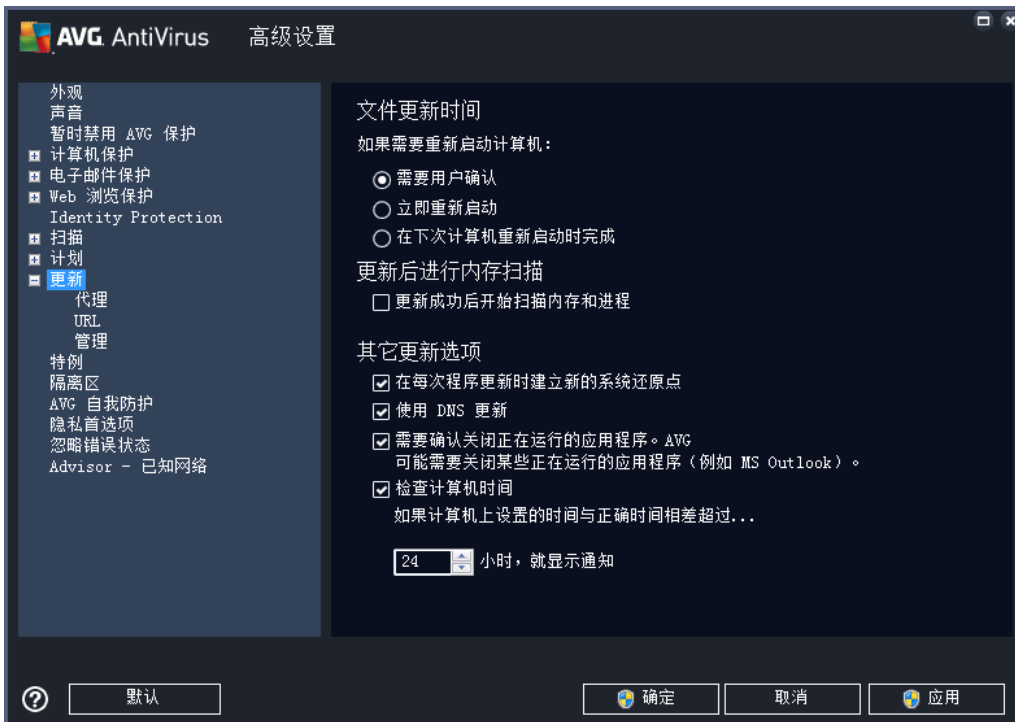 AVG. AntiVirus 高级设置
外观
声音
暂时禁用 AVG 保护
计算机保护
电子邮件保护
Web 浏览保护
Identity Protection
扫描
计划
更新
代理
URL
管理
特例
隔离区
AVG 自我防护
隐私首选项
忽略错误状态
Advisor - 已知网络
文件更新时间
如果需要重新启动计算机:
需要用户确认
立即重新启动
在下次计算机重新启动时完成
更新后进行内存扫描
更新成功后开始扫描内存和进程
其它更新选项
在每次程序更新时建立新的系统还原点
使用 DNS 更新
需要确认关闭正在运行的应用程序。AVG
可能需要关闭某些正在运行的应用程序（例如 MS Outlook）。
检查计算机时间
如果计算机上设置的时间与正确时间相差超过...
24 小时，就显示通知
? 默认 确定 取消 应用